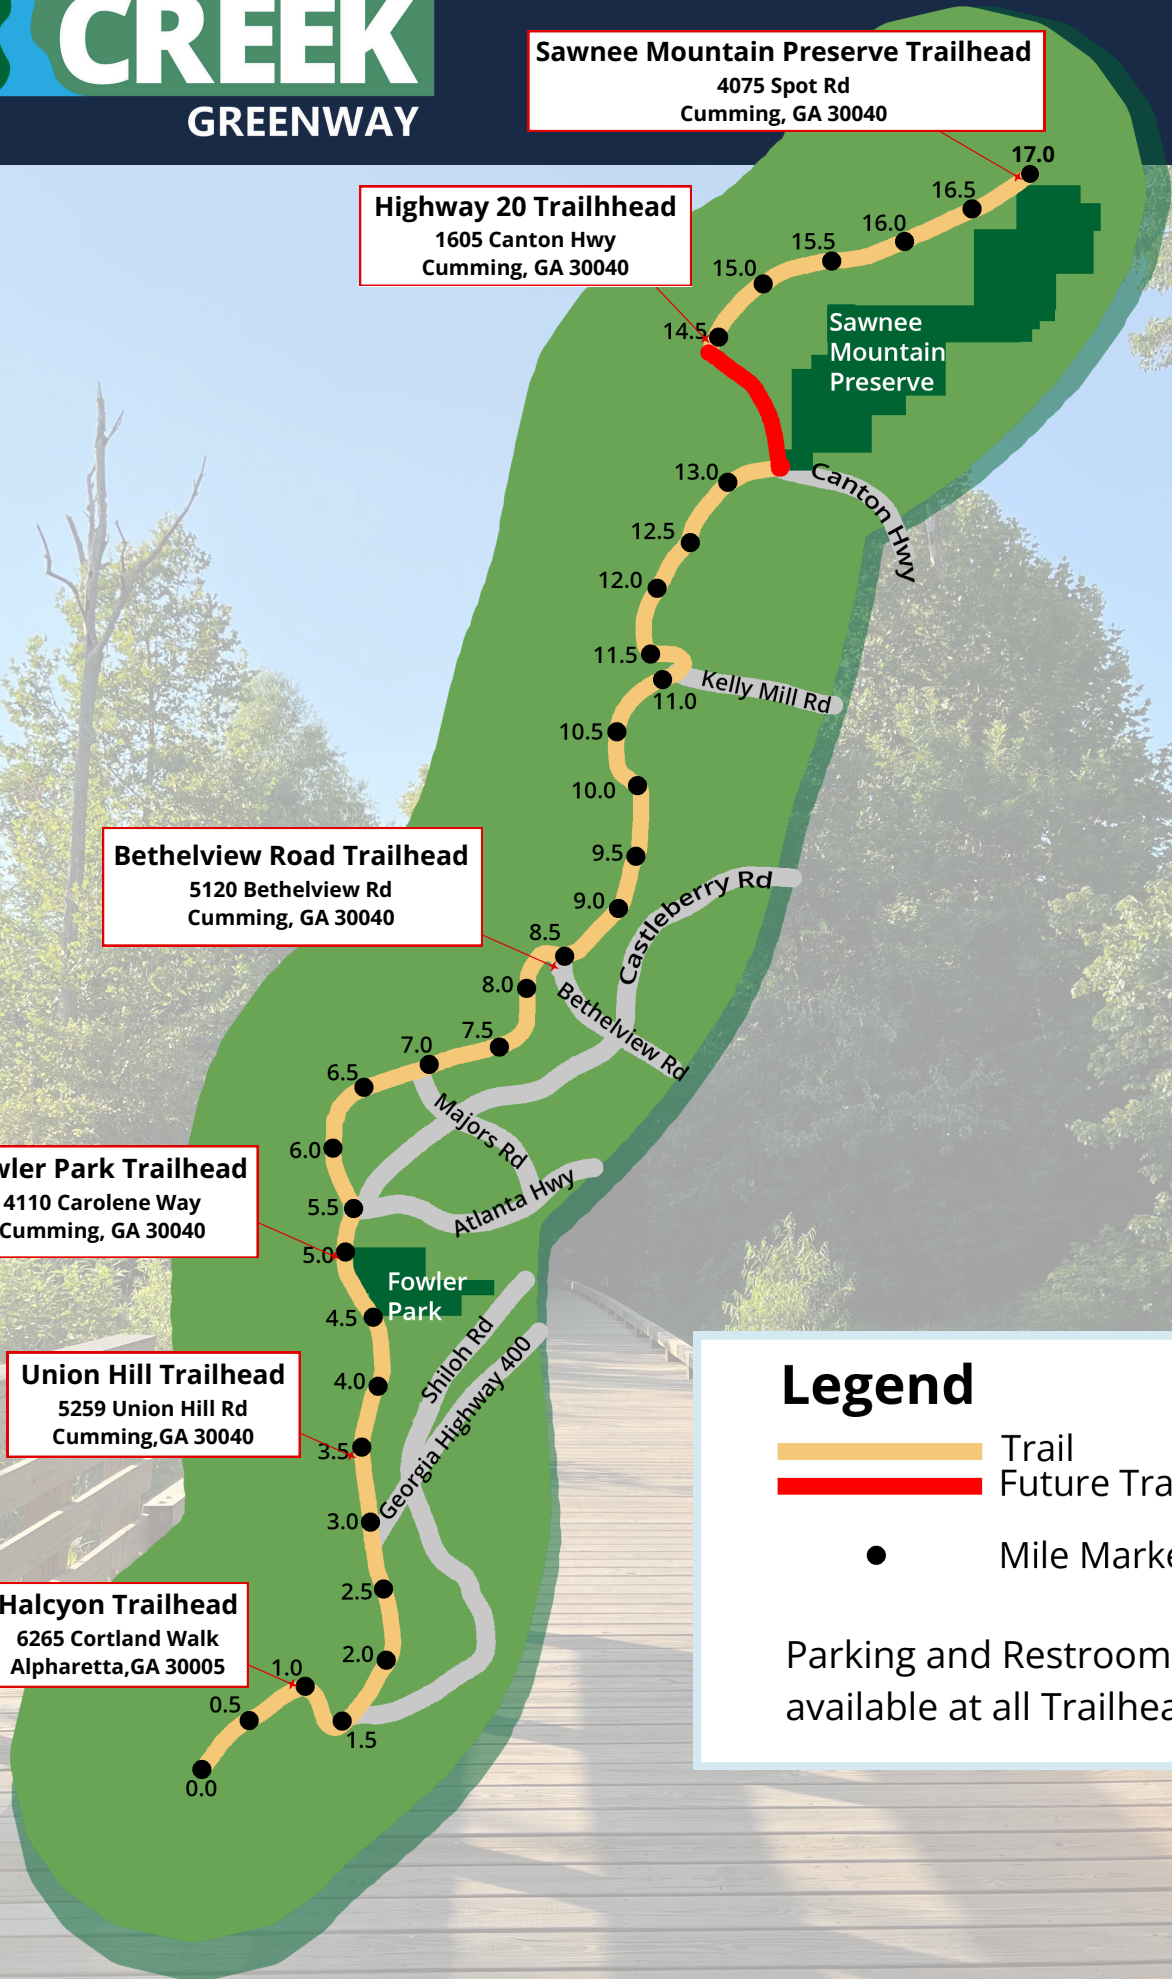 CREEK
GREENWAY
Sawnee Mountain Preserve Trailhead
4075 Spot Rd
Cumming, GA 30040
17.0
16.5
16.0
15.5
15.0
14.5
Highway 20 Trailhhead
1605 Canton Hwy
Cumming, GA 30040
Sawnee
Mountain
Preserve
Canton Hwy
13.0
12.5
12.0
11.5
Kelly Mill Rd
11.0
10.5
10.0
9.5
9.0
8.5
Bethelview Road Trailhead
5120 Bethelview Rd
Cumming, GA 30040
Castleberry Rd
Bethelview Rd
8.0
7.5
7.0
6.5
Majors Rd
6.0
wler Park Trailhead
4110 Carolene Way
Cumming, GA 30040
Atlanta Hwy
5.5
5.0
Fowler
Park
4.5
Shiloh Rd
Georgia Highway 400
Union Hill Trailhead
5259 Union Hill Rd
Cumming,GA 30040
4.0
3.5
3.0
2.5
2.0
Halcyon Trailhead
6265 Cortland Walk
Alpharetta,GA 30005
1.0
0.5
1.5
0.0
Legend
Trail
Future Tra
Mile Marke
Parking and Restroom
available at all Trailhea